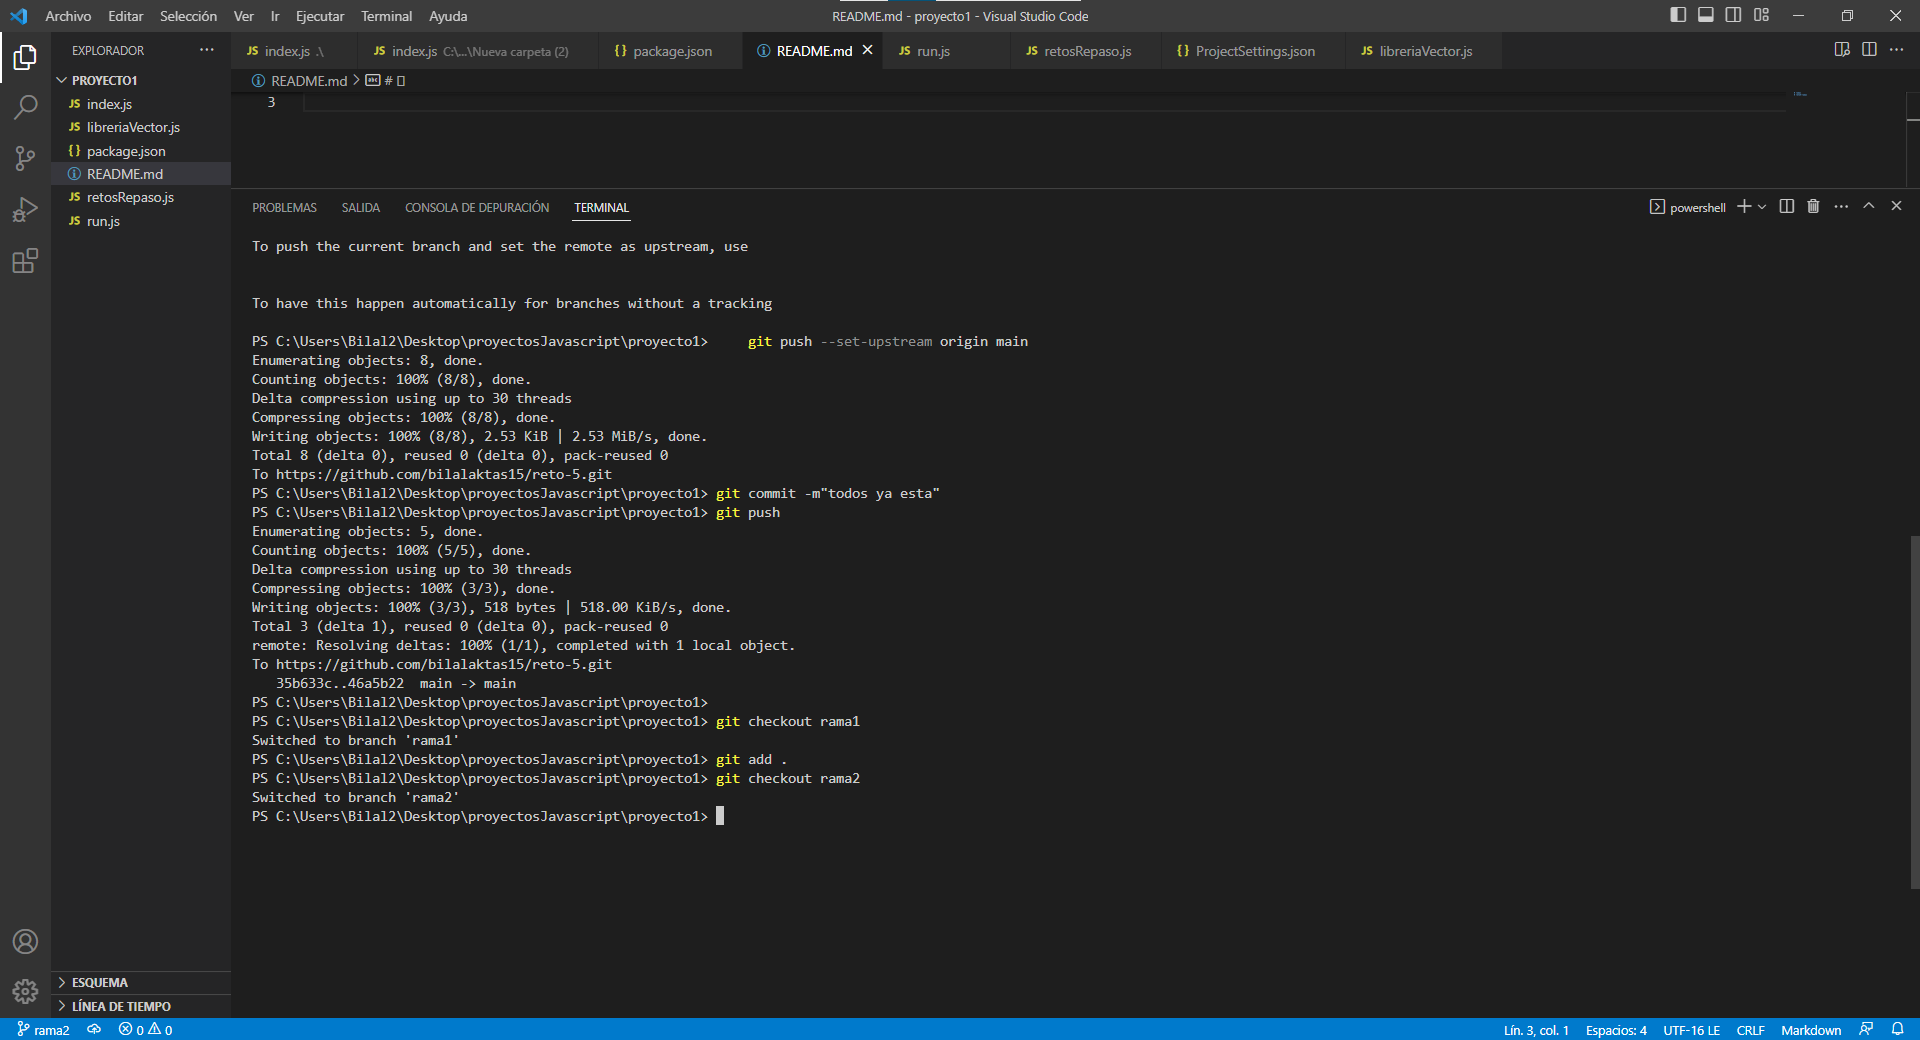 Archivo Editar Selección Ver Ir Ejecutar Terminal Ayuda
README.md - proyecto1 - Visual Studio Code
EXPLORADOR
index.js .\
index.js C:\...\Nueva carpeta (2)
package.json
README.md
run.js
retosRepaso.js
ProjectSettings.json
libreriaVector.js
PROYECTO1
index.js
libreriaVector.js
package.json
README.md
retosRepaso.js
run.js
README.md > #
3
PROBLEMAS SALIDA CONSOLA DE DEPURACIÓN TERMINAL
powershell
To push the current branch and set the remote as upstream, use
To have this happen automatically for branches without a tracking
PS C:\Users\Bilal2\Desktop\proyectosJavascript\proyecto1>     git push --set-upstream origin main
Enumerating objects: 8, done.
Counting objects: 100% (8/8), done.
Delta compression using up to 30 threads
Compressing objects: 100% (8/8), done.
Writing objects: 100% (8/8), 2.53 KiB | 2.53 MiB/s, done.
Total 8 (delta 0), reused 0 (delta 0), pack-reused 0
To https://github.com/bilalaktas15/reto-5.git
PS C:\Users\Bilal2\Desktop\proyectosJavascript\proyecto1> git commit -m"todos ya esta"
PS C:\Users\Bilal2\Desktop\proyectosJavascript\proyecto1> git push
Enumerating objects: 5, done.
Counting objects: 100% (5/5), done.
Delta compression using up to 30 threads
Compressing objects: 100% (3/3), done.
Writing objects: 100% (3/3), 518 bytes | 518.00 KiB/s, done.
Total 3 (delta 1), reused 0 (delta 0), pack-reused 0
remote: Resolving deltas: 100% (1/1), completed with 1 local object.
To https://github.com/bilalaktas15/reto-5.git
   35b633c..46a5b22  main -> main
PS C:\Users\Bilal2\Desktop\proyectosJavascript\proyecto1>
PS C:\Users\Bilal2\Desktop\proyectosJavascript\proyecto1> git checkout rama1
Switched to branch 'rama1'
PS C:\Users\Bilal2\Desktop\proyectosJavascript\proyecto1> git add .
PS C:\Users\Bilal2\Desktop\proyectosJavascript\proyecto1> git checkout rama2
Switched to branch 'rama2'
PS C:\Users\Bilal2\Desktop\proyectosJavascript\proyecto1>
ESQUEMA
LÍNEA DE TIEMPO
rama2 0 0
Lín. 3, col. 1 Espacios: 4 UTF-16 LE CRLF Markdown